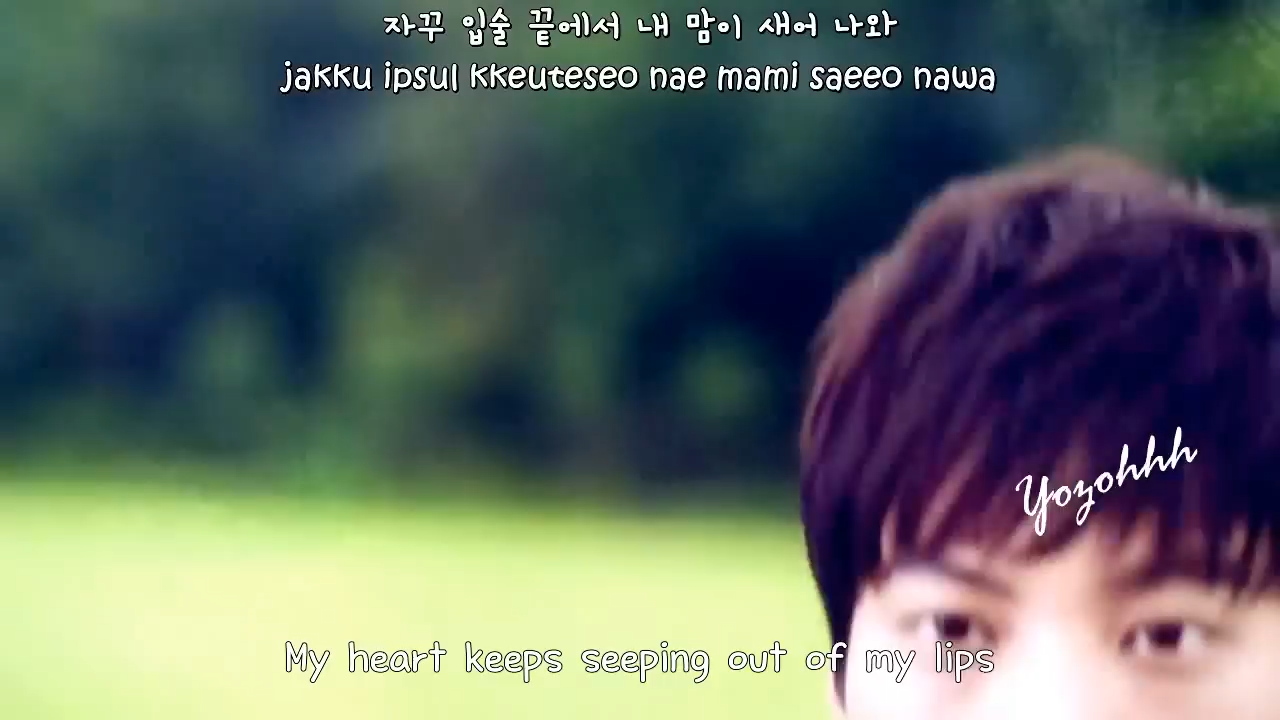 자꾸 입술 끝에서 내 맘이 새어 나와
jakku ipsul kkeuteseo nae mami saeeo nawa
Yozohhh
My heart keeps seeping out of my lips